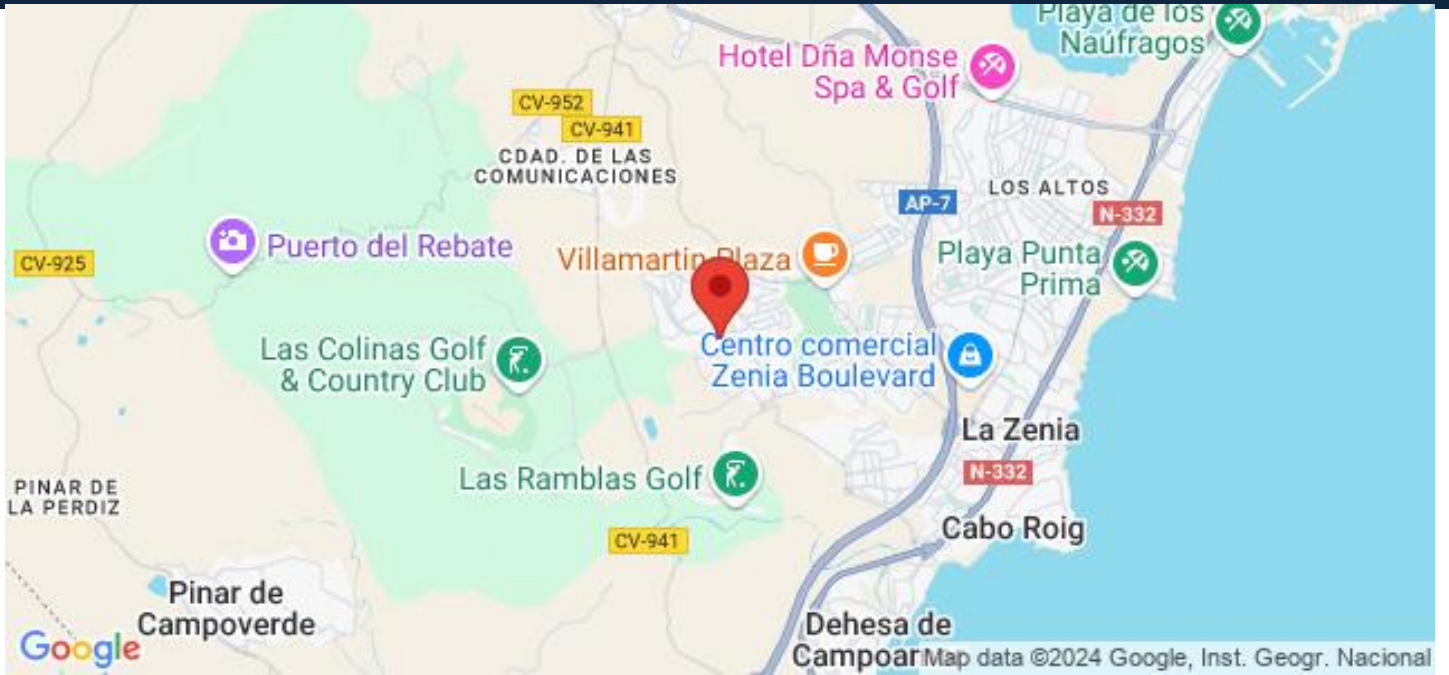 Playa de los
Naúfragos
Hotel Dña Monse
Spa & Golf
CV-952
CV-941
CDAD. DE LAS
COMUNICACIONES
LOS ALTOS
AP-7
N-332
Puerto del Rebate
Villamartin Plaza
Playa Punta
Prima
CV-925
Las Colinas Golf
& Country Club
Centro comercial
Zenia Boulevard
La Zenia
N-332
Las Ramblas Golf
PINAR DE
LA PERDIZ
Cabo Roig
CV-941
Pinar de
Campoverde
Dehesa de
Google
Map data ©2024 Google, Inst. Geogr. Nacional